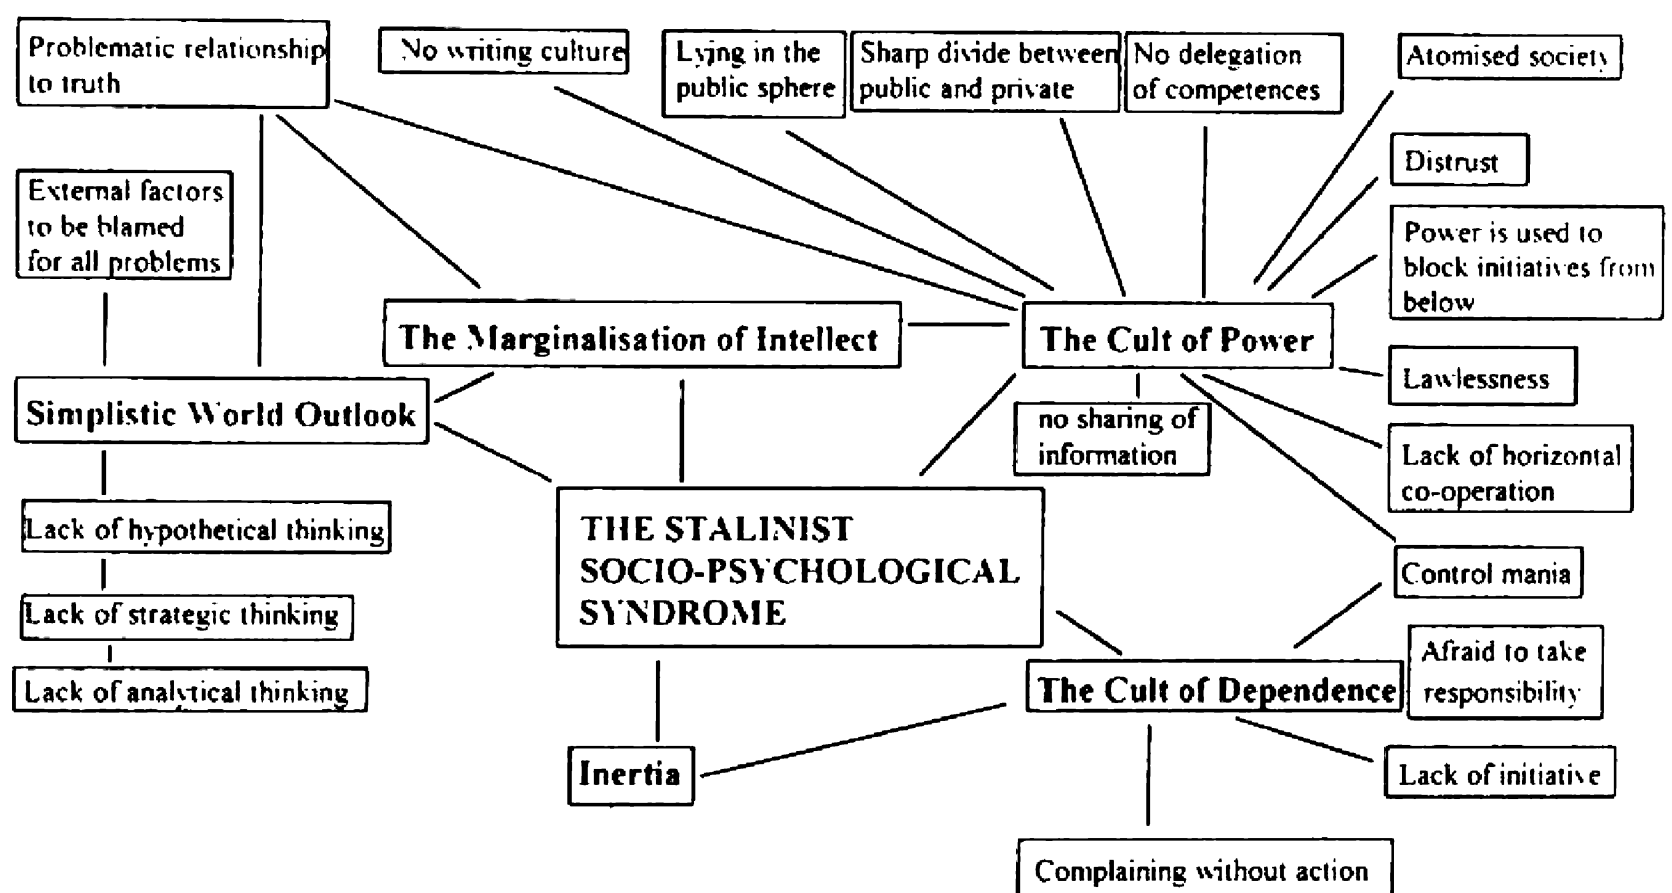 Problematic relationship
to truth
No writing culture
Lying in the
public sphere
Sharp divide between
public and private
No delegation
of competences
Atomised society
Distrust
External factors
to be blamed
for all problems
Power is used to
block initiatives from
below
The Marginalisation of Intellect
The Cult of Power
Lawlessness
Simplistic World Outlook
no sharing of
information
Lack of horizontal
co-operation
Lack of hypothetical thinking
THE STALINIST
SOCIO-PSYCHOLOGICAL
SYNDROME
Control mania
Lack of strategic thinking
Afraid to take
responsibility
Lack of analytical thinking
The Cult of Dependence
Inertia
Lack of initiative
Complaining without action